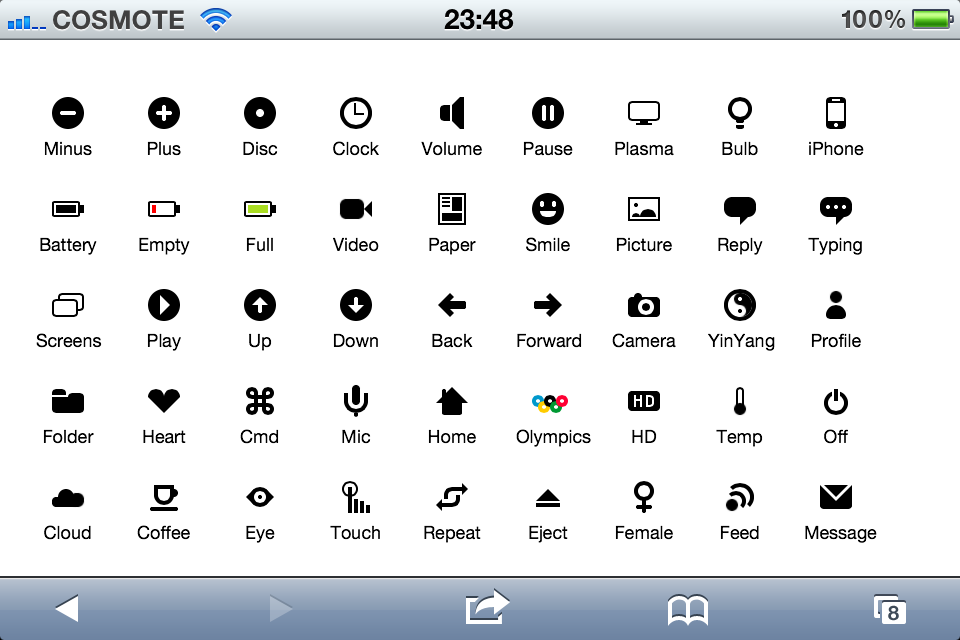 COSMOTE 23:48 100%
Minus Plus Disc Clock Volume Pause Plasma Bulb iPhone
Battery Empty Full Video Paper Smile Picture Reply Typing
Screens Play Up Down Back Forward Camera YinYang Profile
HD
Folder Heart Cmd Mic Home Olympics HD Temp Off
Cloud Coffee Eye Touch Repeat Eject Female Feed Message
8